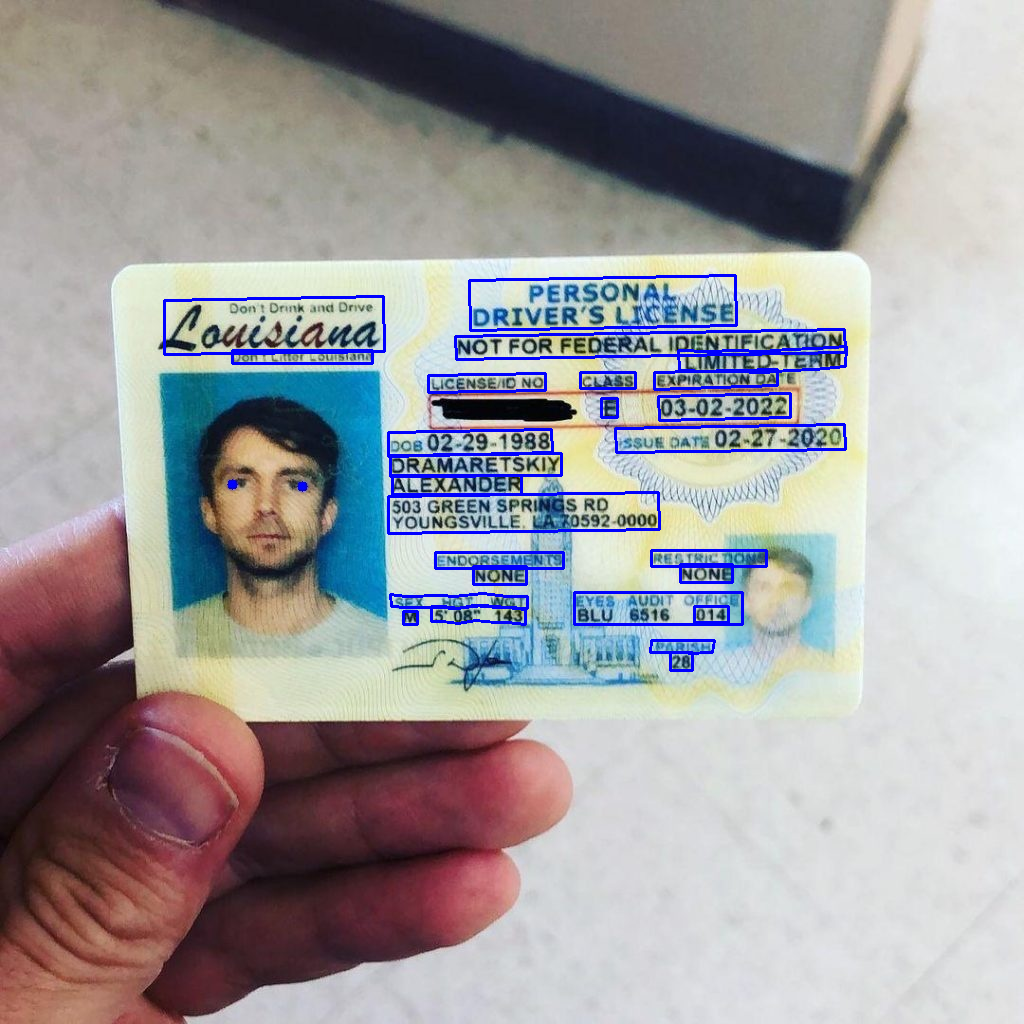 Don't Drink and Drive
Louisiana
Don't Litter Louisiana
PERSONAL
DRIVER'S LICENSE
NOT FOR FEDERAL IDENTIFICATION
LIMITED-TERM
LICENSE/ID NO CLASS EXPIRATION DATE
E 03-02-2022
DOB 02-29-1988 ISSUE DATE 02-27-2020
DRAMARETSKIY
ALEXANDER
503 GREEN SPRINGS RD
YOUNGSVILLE, LA 70592-0000
ENDORSEMENTS RESTRICTIONS
NONE NONE
SEX HGT WGT EYES AUDIT OFFICE
M 5' 08" 143 BLU 6516 014
PARISH
28